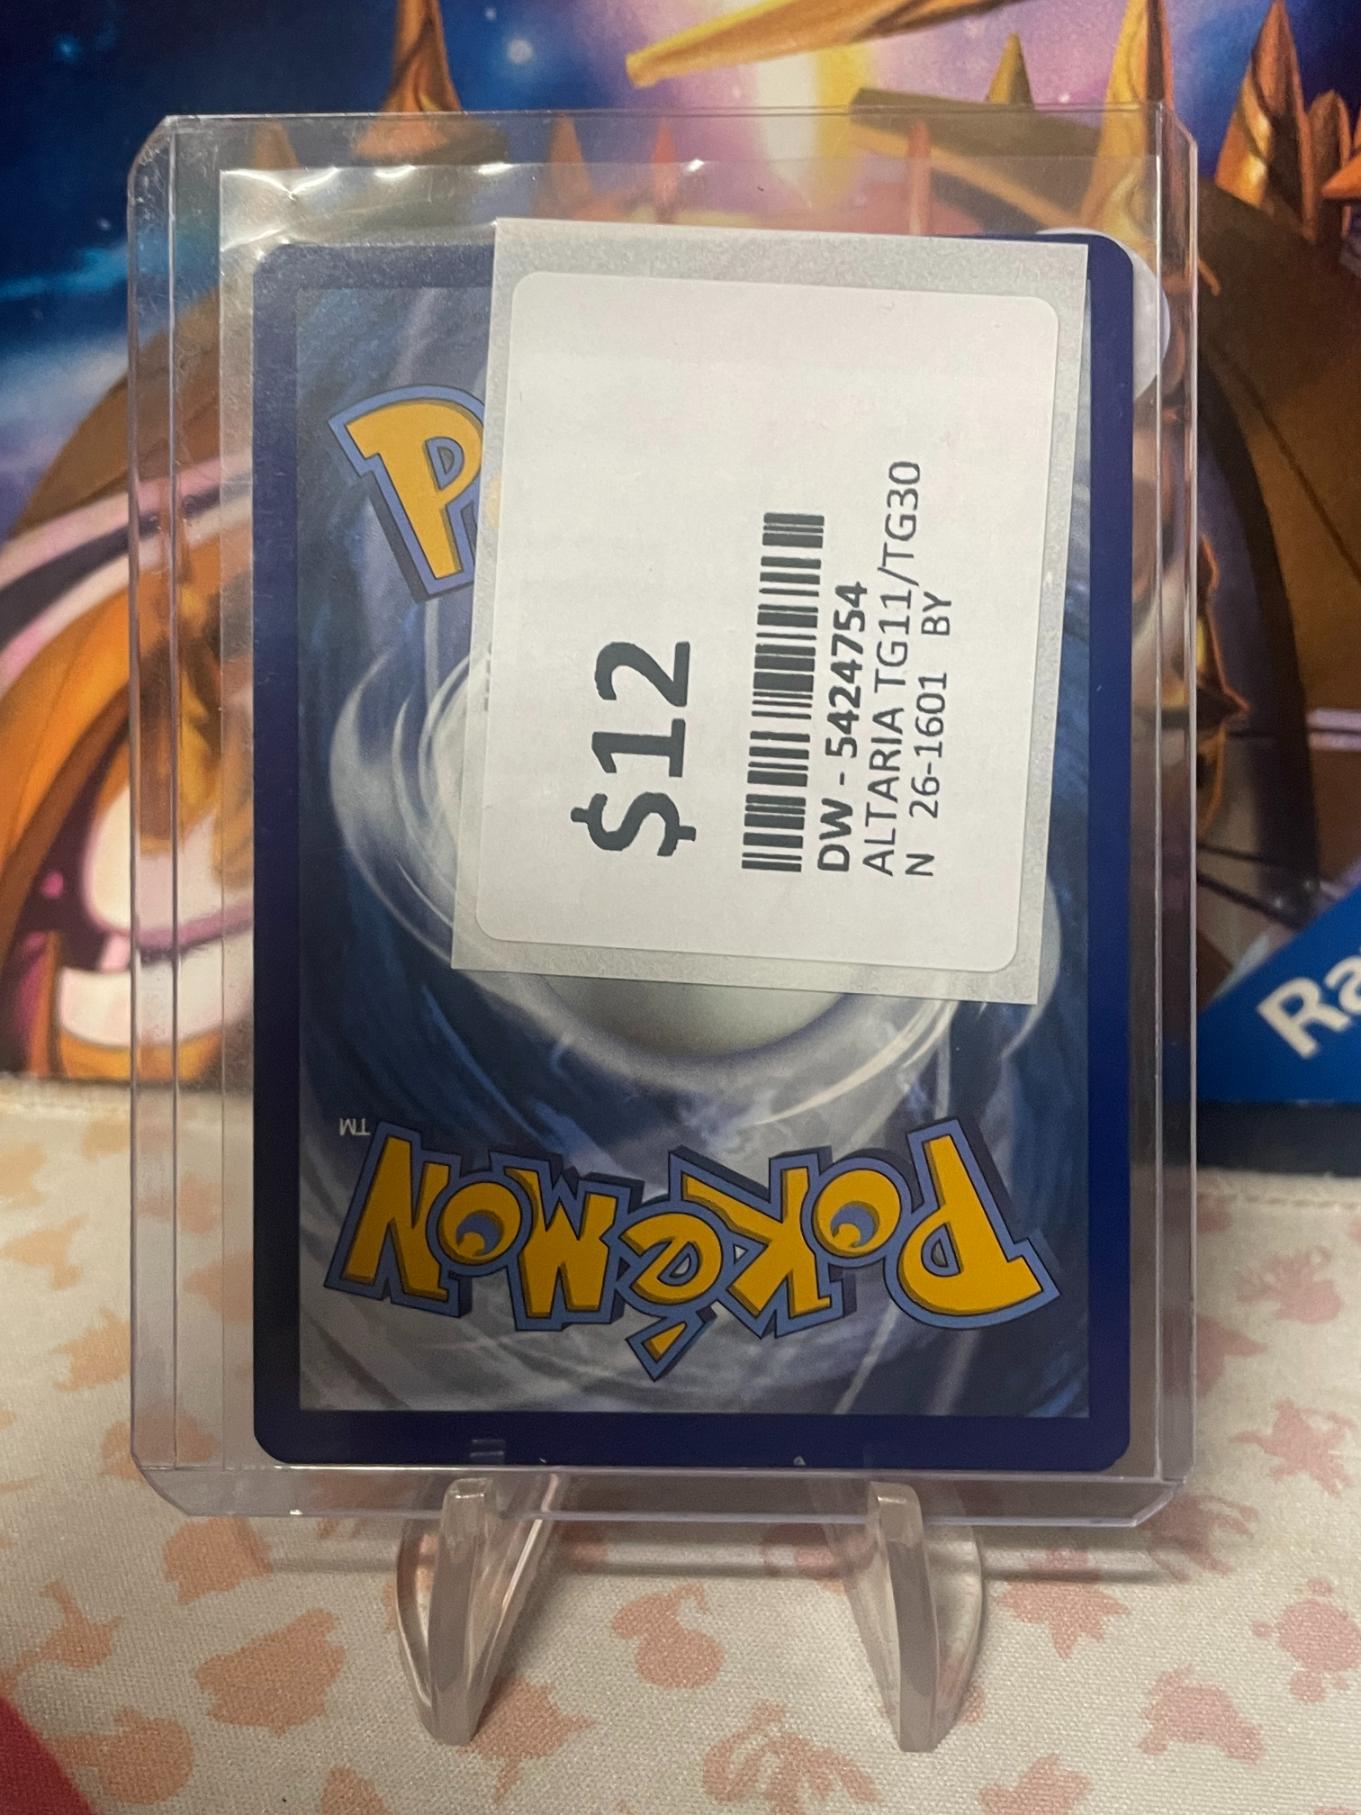 $12
DW - 5424754
ALTARIA TG11/TG30
N 26-1601 BY
P
POKéMON
TM
Ra